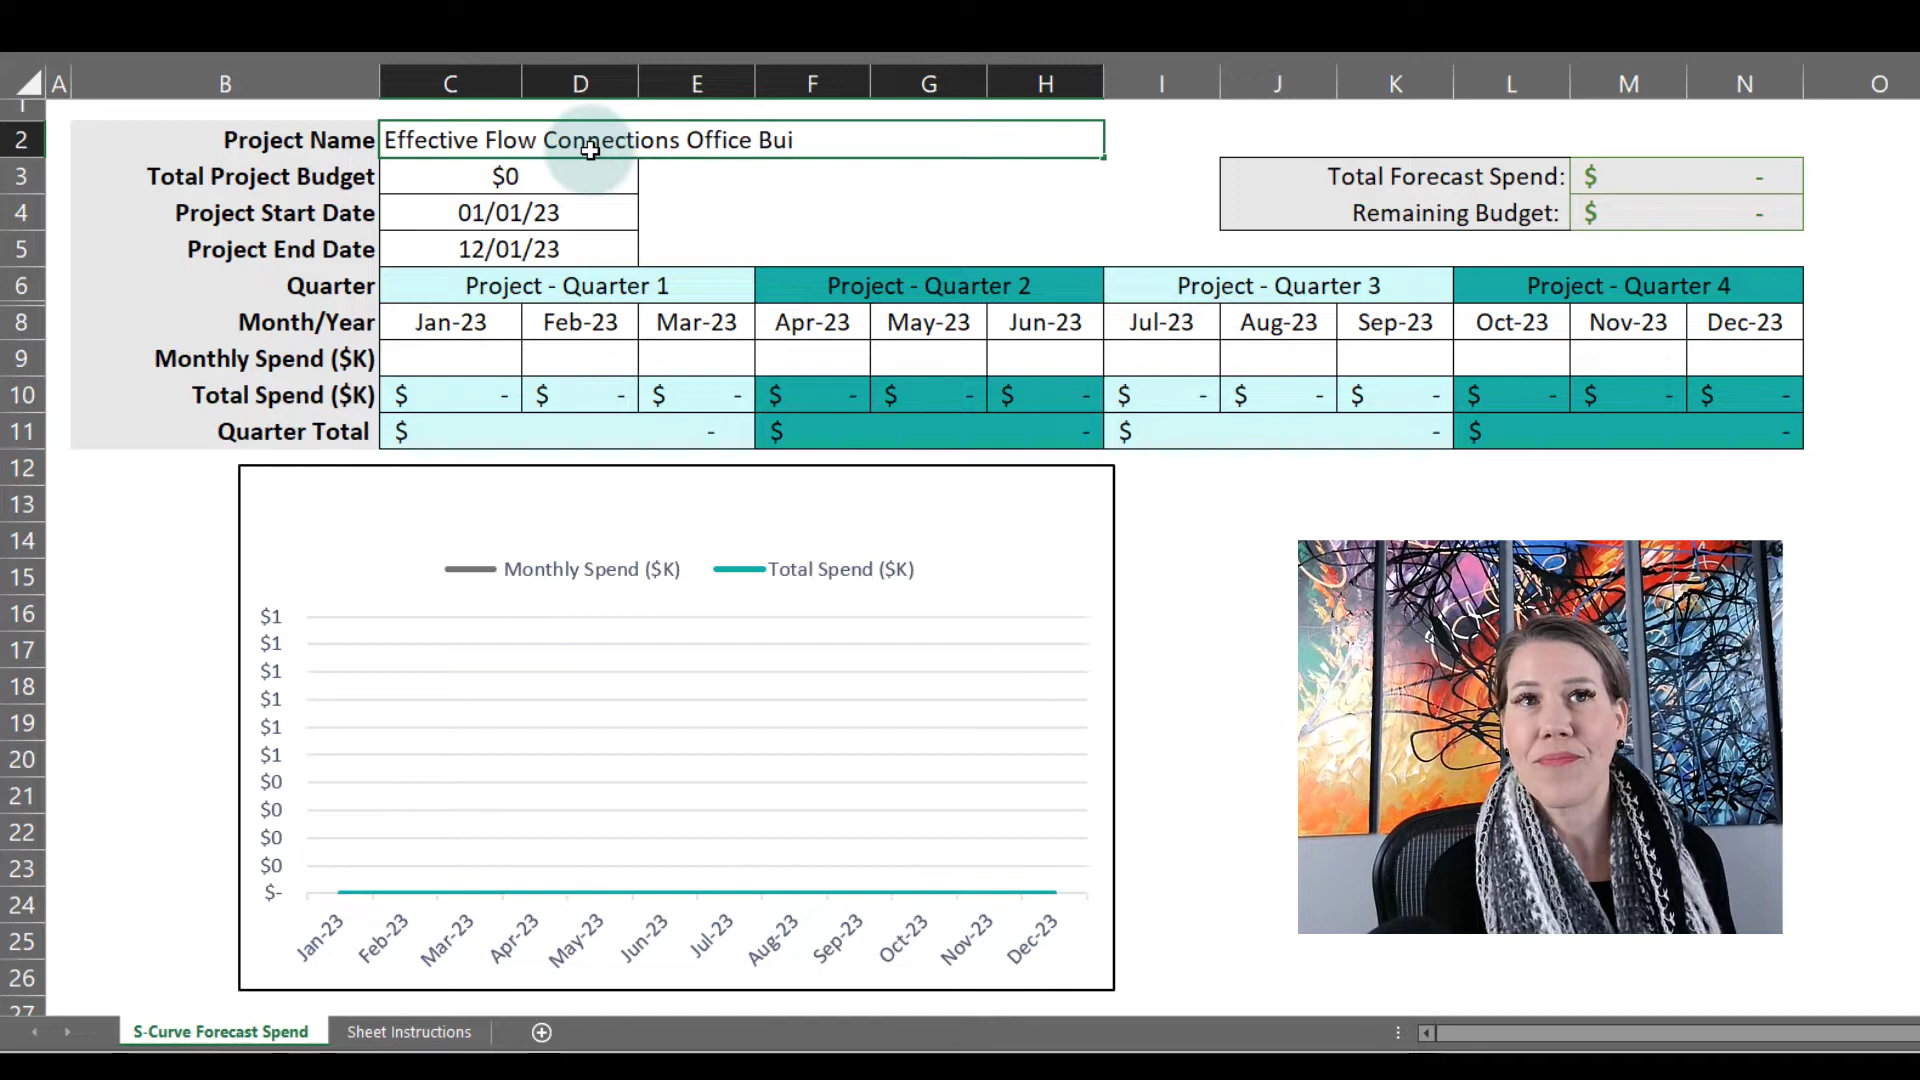 A B C D E F G H I J K L M N O
1
2 Project Name Effective Flow Connections Office Bui
3 Total Project Budget $0 Total Forecast Spend: $ -
4 Project Start Date 01/01/23 Remaining Budget: $ -
5 Project End Date 12/01/23
6 Quarter Project - Quarter 1 Project - Quarter 2 Project - Quarter 3 Project - Quarter 4
8 Month/Year Jan-23 Feb-23 Mar-23 Apr-23 May-23 Jun-23 Jul-23 Aug-23 Sep-23 Oct-23 Nov-23 Dec-23
9 Monthly Spend ($K)
10 Total Spend ($K) $ - $ - $ - $ - $ - $ - $ - $ - $ - $ - $ - $ -
11 Quarter Total $ - $ - $ - $ -
12
13
14
15 Monthly Spend ($K) Total Spend ($K)
16 $1
17 $1
18 $1
19 $1
$1
20 $1
21 $0
22 $0
$0
23 $0
24 $-
25 Jan-23 Feb-23 Mar-23 Apr-23 May-23 Jun-23 Jul-23 Aug-23 Sep-23 Oct-23 Nov-23 Dec-23
26
27
S-Curve Forecast Spend Sheet Instructions